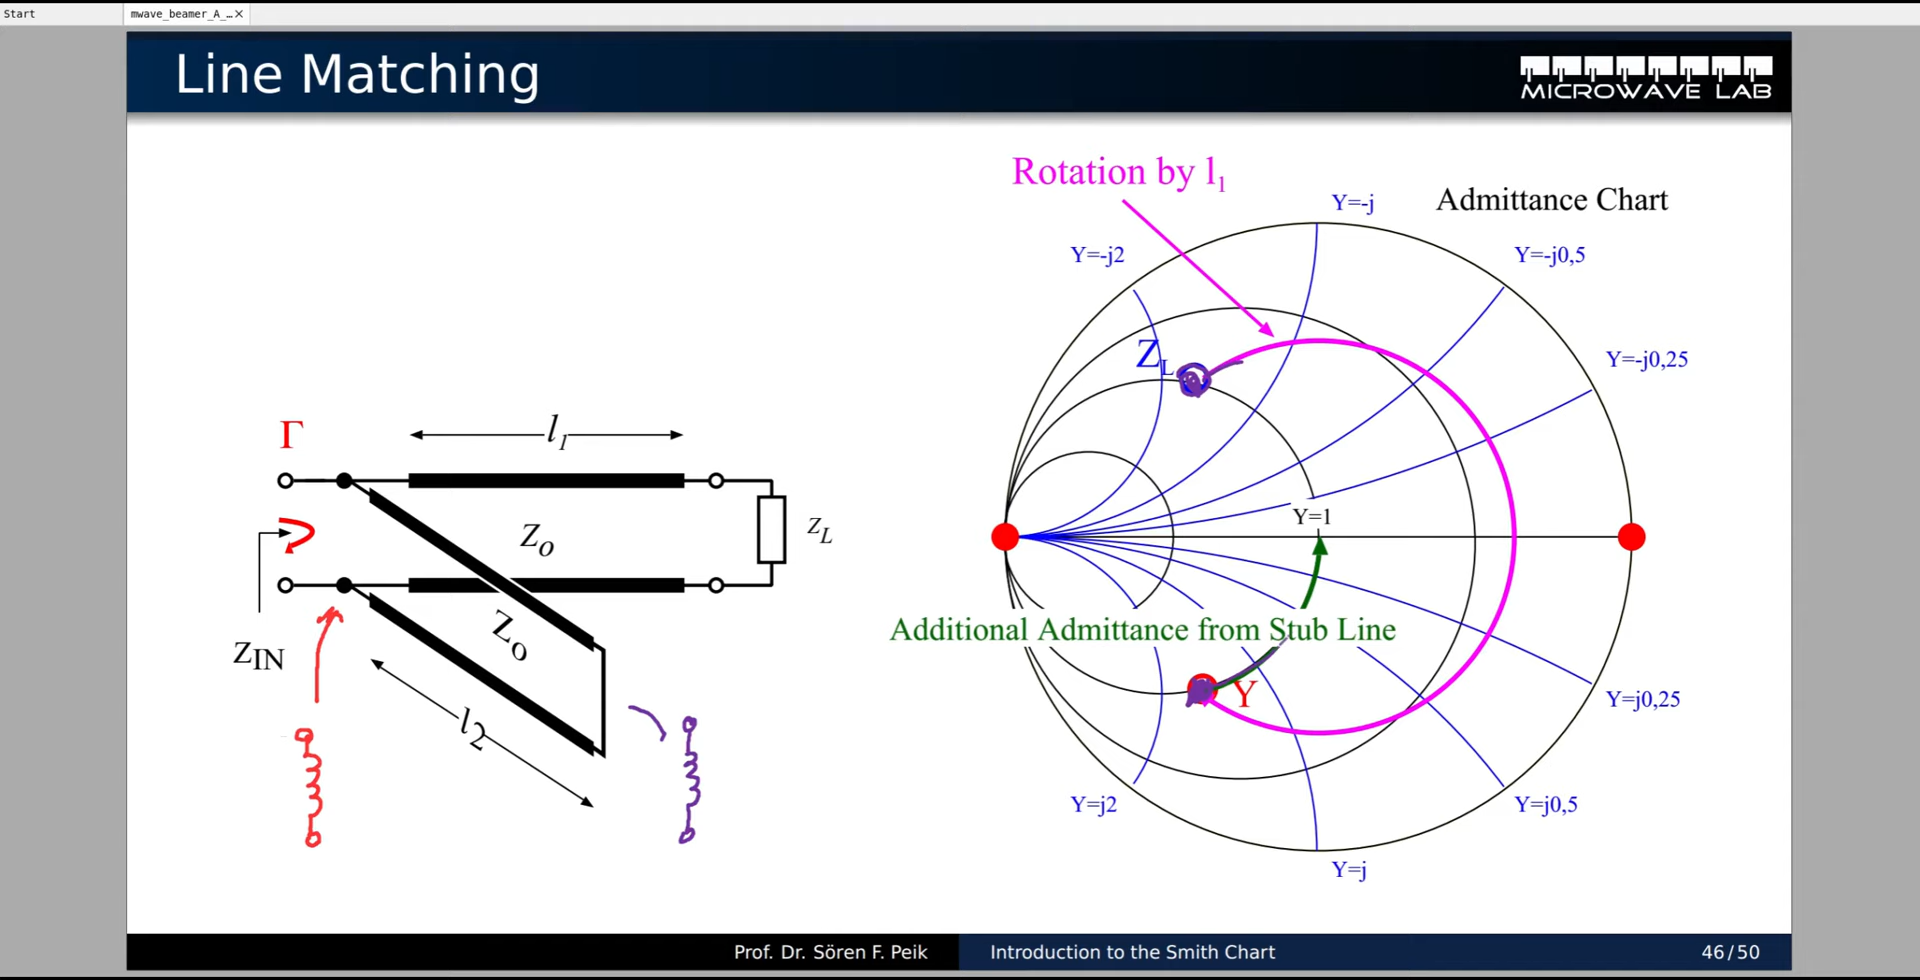 Start
mwave_beamer_A_...
Line Matching
MICROWAVE LAB
Rotation by l1
Admittance Chart
Y=-j
Y=-j2
Y=-j0,5
Y=-j0,25
ZL
Y=1
Γ
l1
Zo
ZL
Zo
ZIN
l2
Additional Admittance from Stub Line
Y
Y=j0,25
Y=j2
Y=j0,5
Y=j
Prof. Dr. Sören F. Peik
Introduction to the Smith Chart
46/50